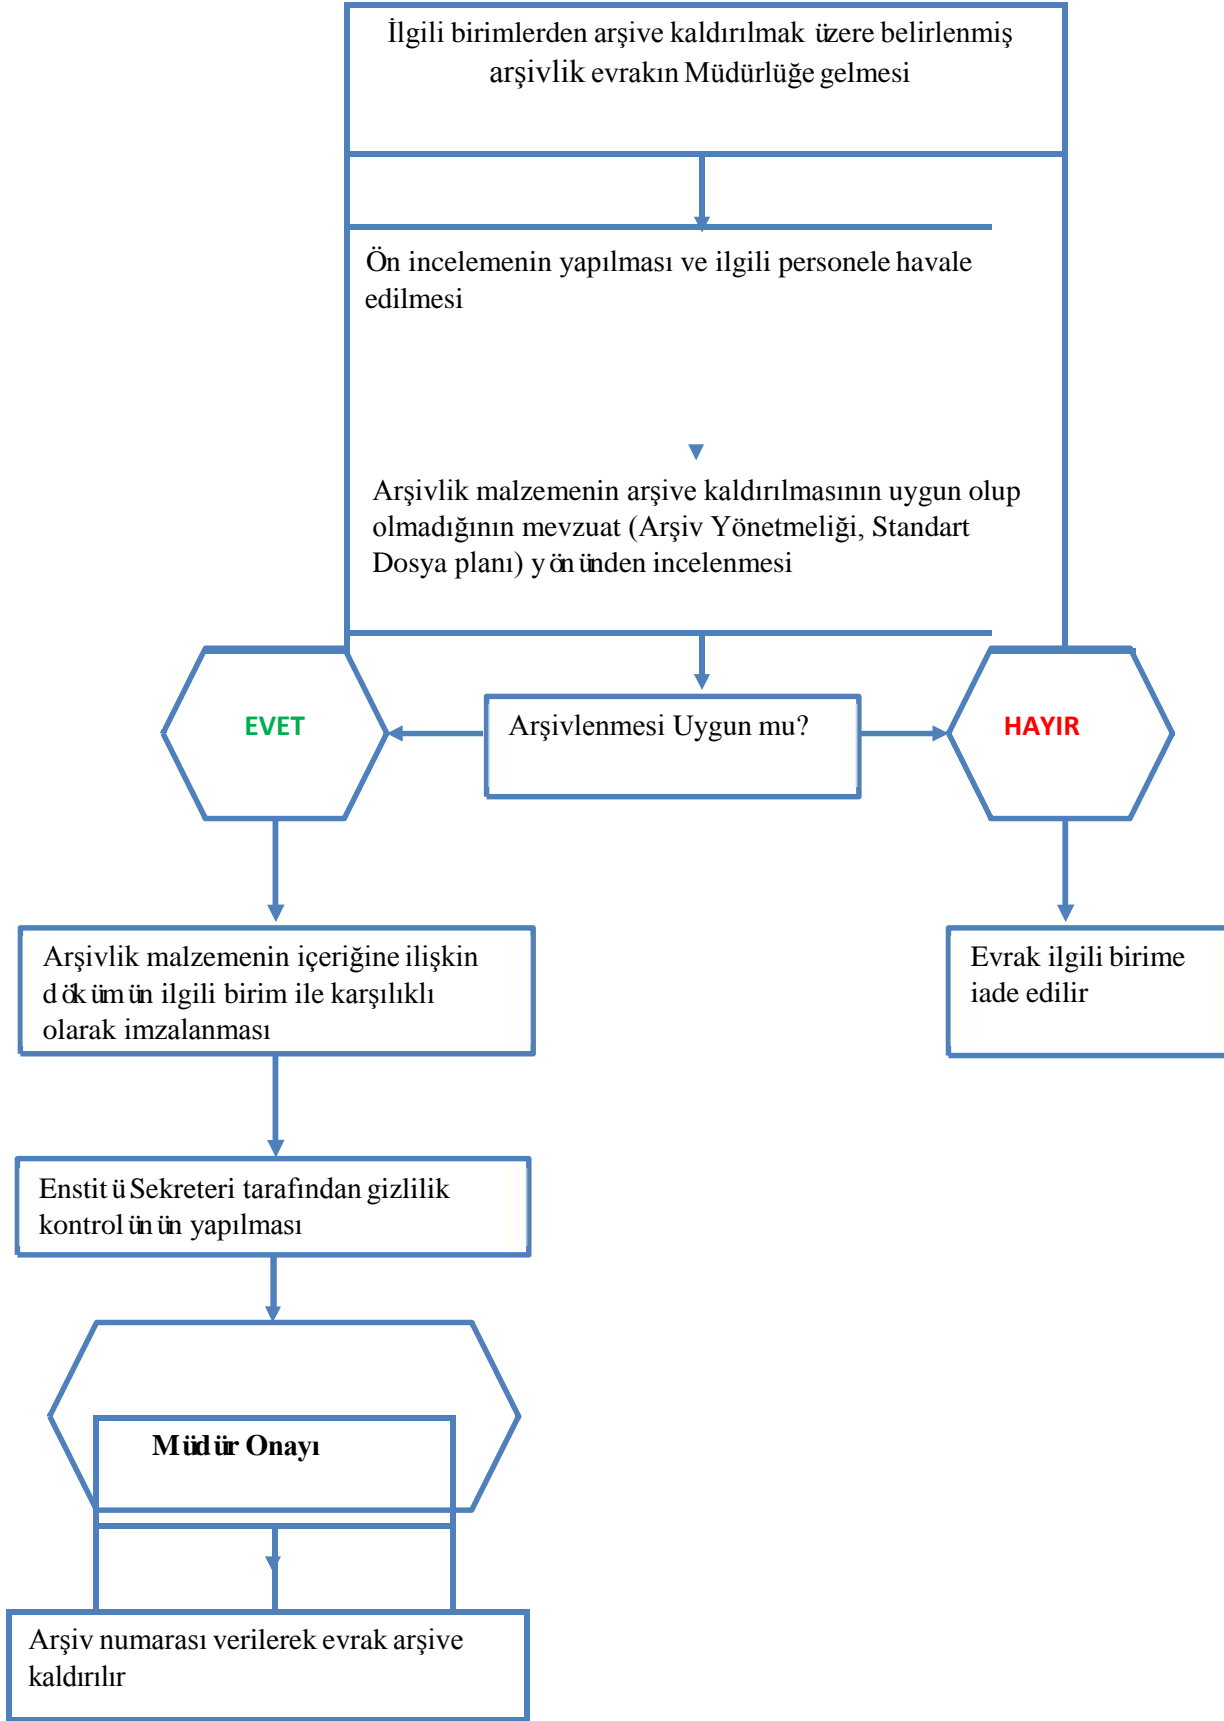 İlgili birimlerden arşive kaldırılmak üzere belirlenmiş
arşivlik evrakın Müdürlüğe gelmesi
Ön incelemenin yapılması ve ilgili personele havale
edilmesi
Arşivlik malzemenin arşive kaldırılmasının uygun olup
olmadığının mevzuat (Arşiv Yönetmeliği, Standart
Dosya planı) yönünden incelenmesi
EVET
Arşivlenmesi Uygun mu?
HAYIR
Arşivlik malzemenin içeriğine ilişkin
dökümün ilgili birim ile karşılıklı
olarak imzalanması
Evrak ilgili birime
iade edilir
Enstitü Sekreteri tarafından gizlilik
kontrolünün yapılması
Müdür Onayı
Arşiv numarası verilerek evrak arşive
kaldırılır